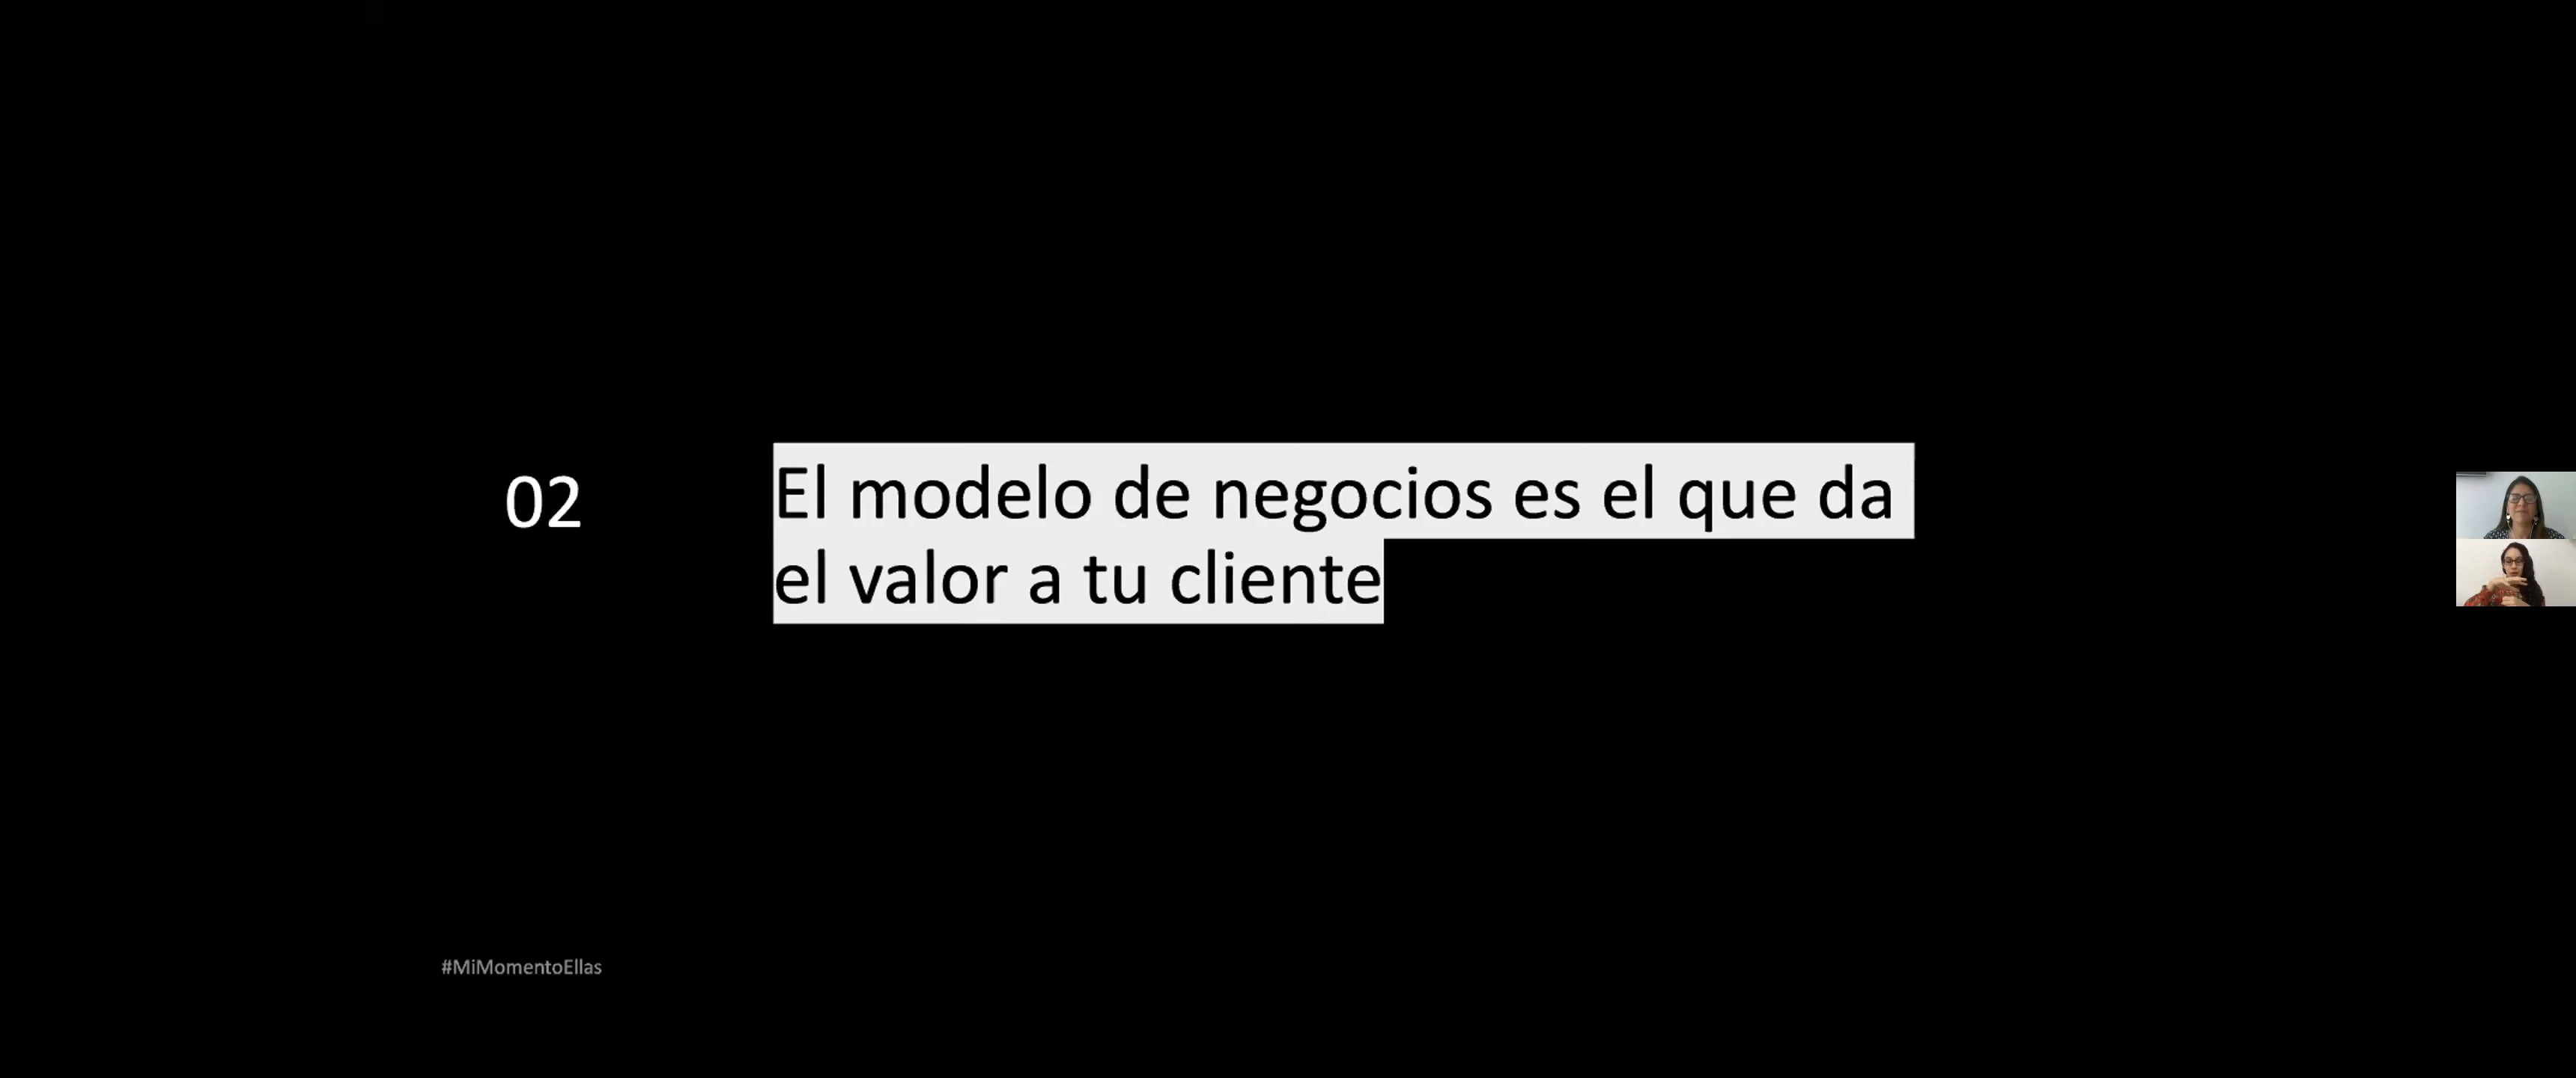 02
El modelo de negocios es el que da
el valor a tu cliente
#MiMomentoEllas